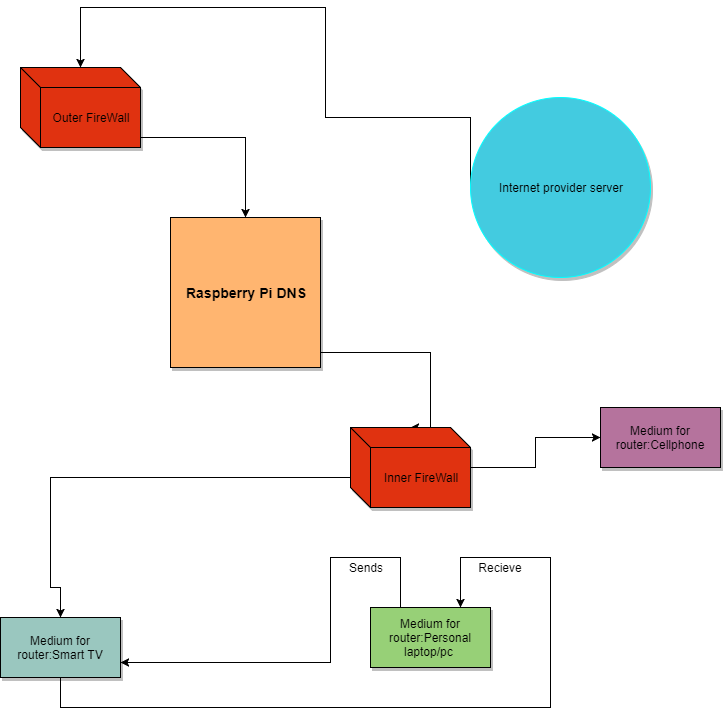 Outer FireWall
Internet provider server
Raspberry Pi DNS
Medium for
router:Cellphone
Inner FireWall
Sends
Recieve
Medium for
router:Personal
laptop/pc
Medium for
router:Smart TV